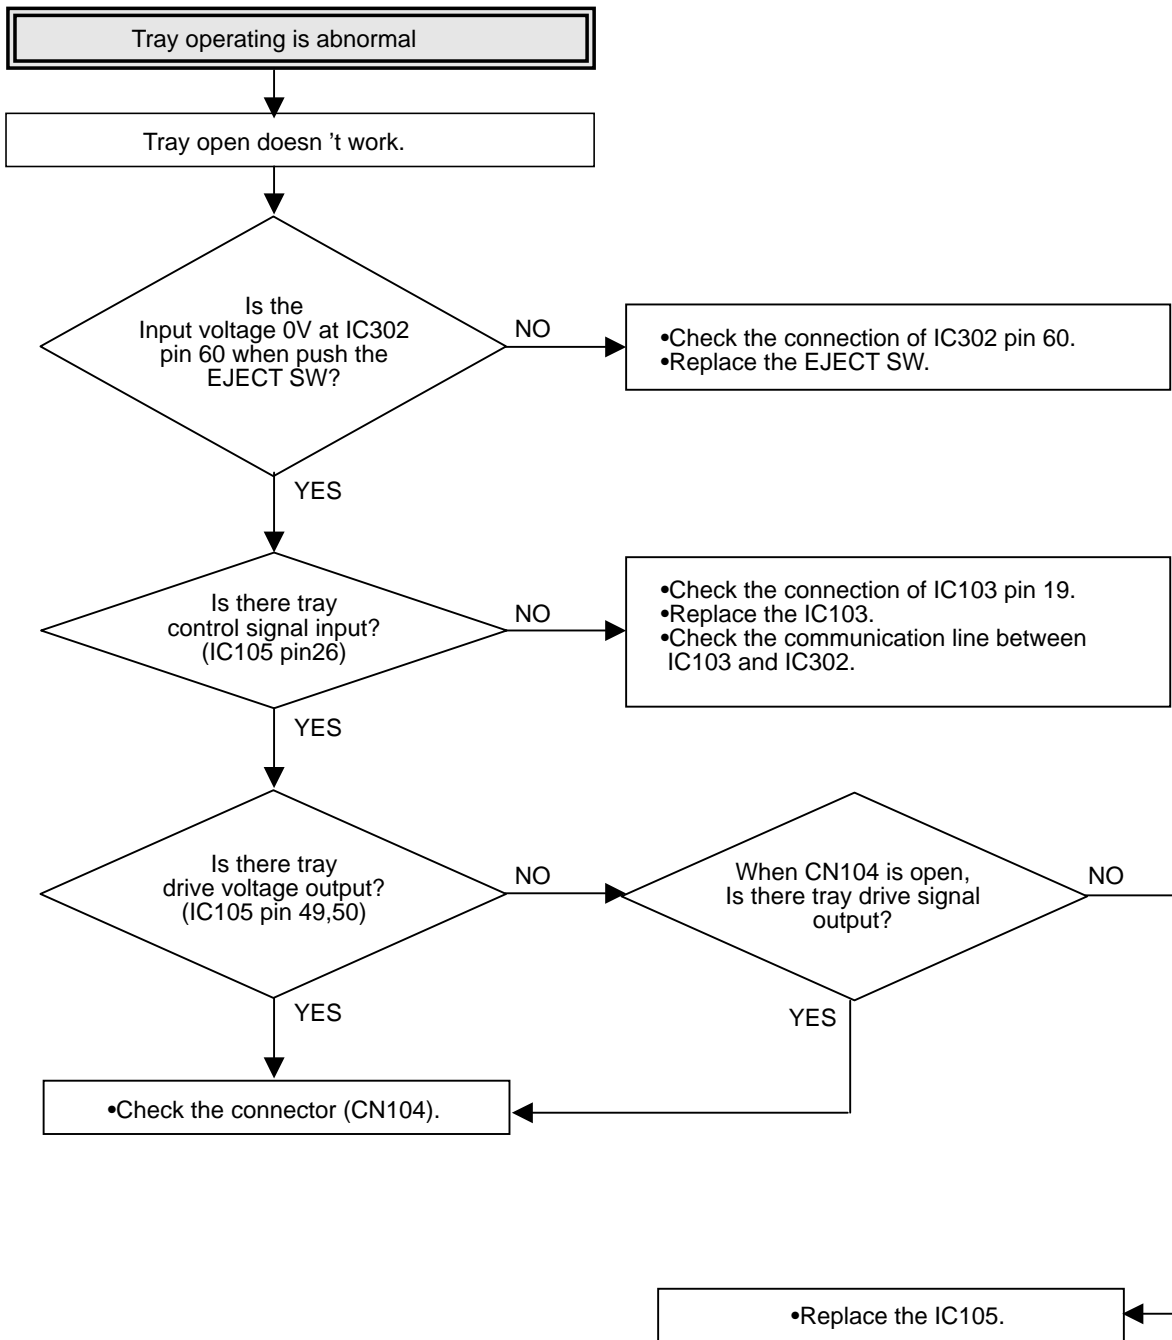 Tray operating is abnormal
Tray open doesn 't work.
Is the
Input voltage 0V at IC302
pin 60 when push the
EJECT SW?
NO
•Check the connection of IC302 pin 60.
•Replace the EJECT SW.
YES
Is there tray
control signal input?
(IC105 pin26)
NO
•Check the connection of IC103 pin 19.
•Replace the IC103.
•Check the communication line between
IC103 and IC302.
YES
Is there tray
drive voltage output?
(IC105 pin 49,50)
NO
When CN104 is open,
Is there tray drive signal
output?
NO
YES
YES
•Check the connector (CN104).
•Replace the IC105.